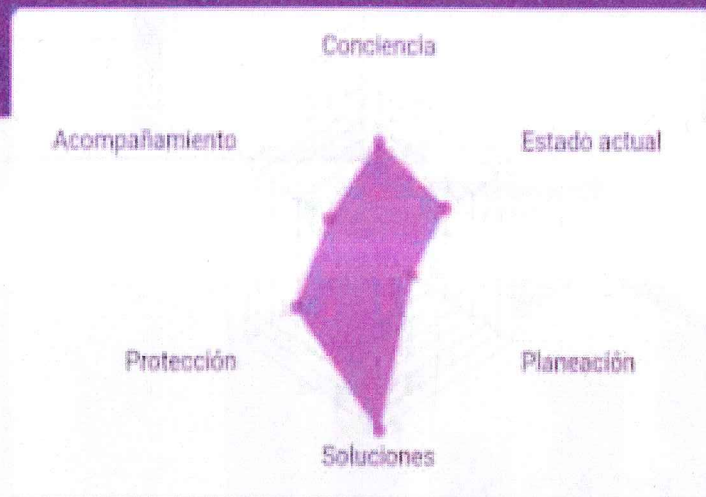 Conciencia
Acompañamiento
Estado actual
Protección
Planeación
Soluciones